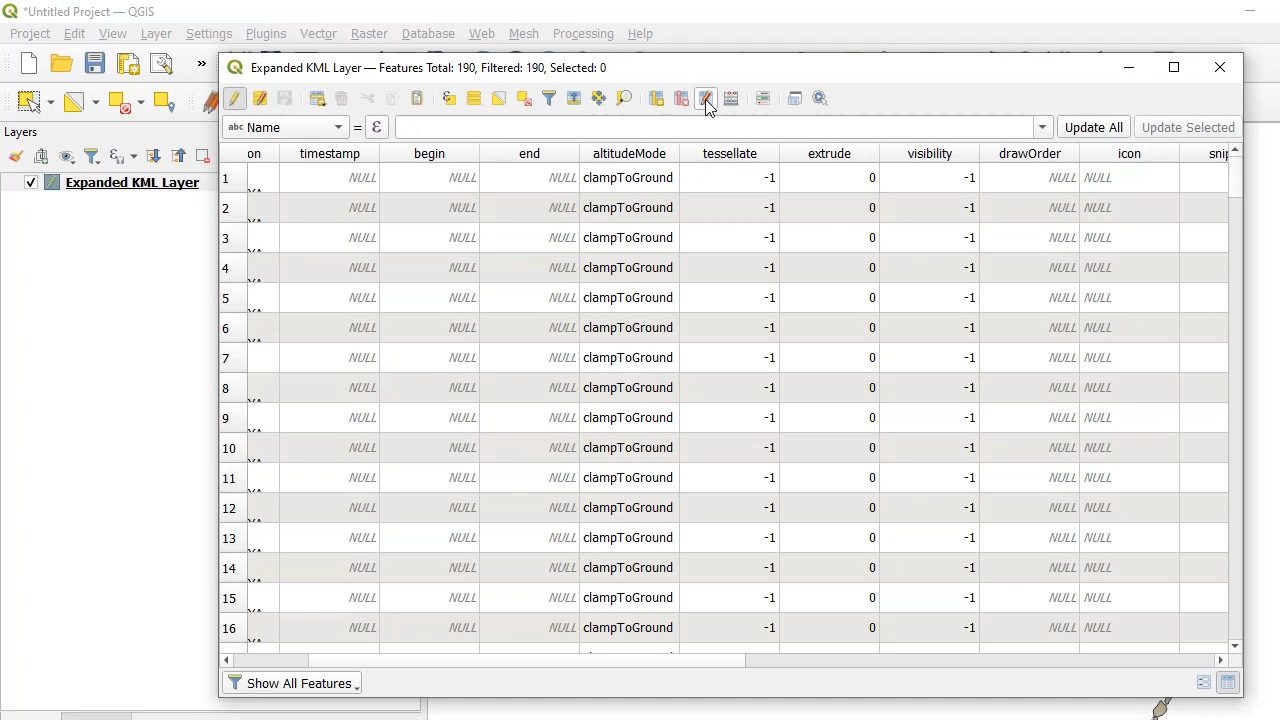 *Untitled Project — QGIS
Project Edit View Layer Settings Plugins Vector Raster Database Web Mesh Processing Help
»
Expanded KML Layer — Features Total: 190, Filtered: 190, Selected: 0
abc Name = ε Update All Update Selected
Layers
Expanded KML Layer
on timestamp begin end altitudeMode tessellate extrude visibility drawOrder icon snip
1 NULL NULL NULL clampToGround -1 0 -1 NULL NULL
2 NULL NULL NULL clampToGround -1 0 -1 NULL NULL
3 NULL NULL NULL clampToGround -1 0 -1 NULL NULL
4 NULL NULL NULL clampToGround -1 0 -1 NULL NULL
5 NULL NULL NULL clampToGround -1 0 -1 NULL NULL
6 NULL NULL NULL clampToGround -1 0 -1 NULL NULL
7 NULL NULL NULL clampToGround -1 0 -1 NULL NULL
8 NULL NULL NULL clampToGround -1 0 -1 NULL NULL
9 NULL NULL NULL clampToGround -1 0 -1 NULL NULL
10 NULL NULL NULL clampToGround -1 0 -1 NULL NULL
11 NULL NULL NULL clampToGround -1 0 -1 NULL NULL
12 NULL NULL NULL clampToGround -1 0 -1 NULL NULL
13 NULL NULL NULL clampToGround -1 0 -1 NULL NULL
14 NULL NULL NULL clampToGround -1 0 -1 NULL NULL
15 NULL NULL NULL clampToGround -1 0 -1 NULL NULL
16 NULL NULL NULL clampToGround -1 0 -1 NULL NULL
Show All Features